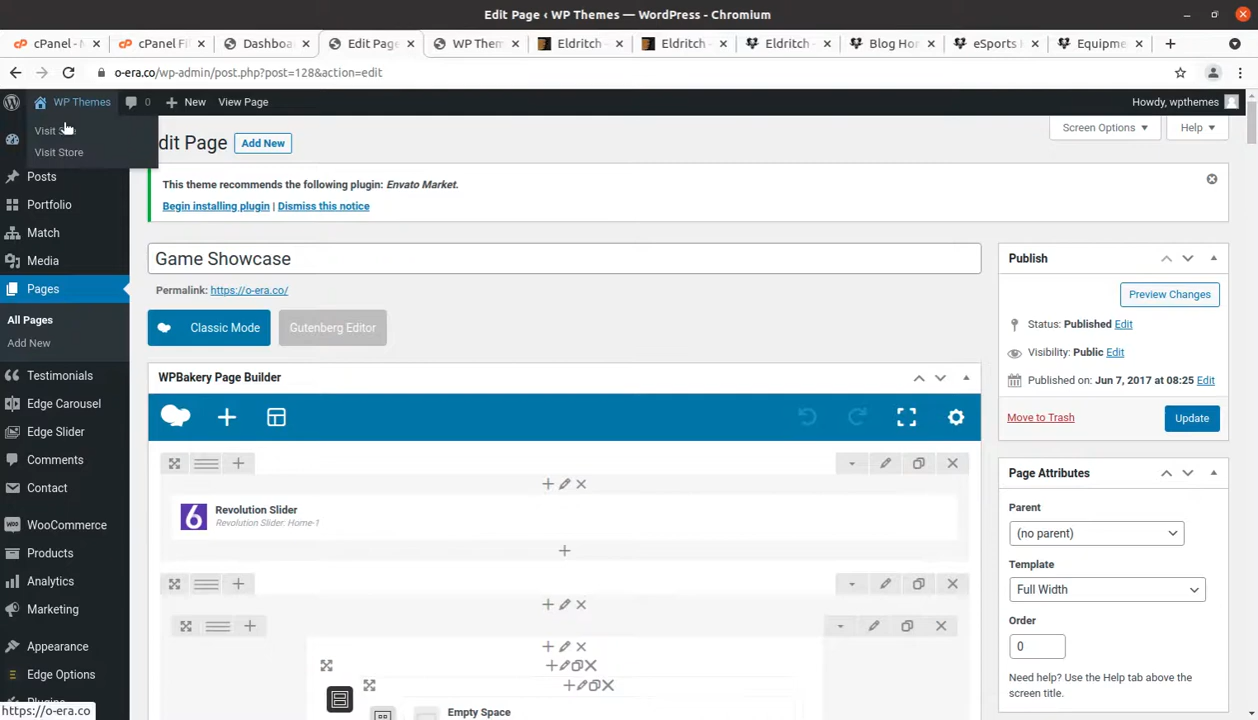 Edit Page ‹ WP Themes — WordPress - Chromium
cPanel - M
cPanel Fi
Dashboa
Edit Page
WP Them
Eldritch –
Eldritch –
Eldritch –
Blog Hom
eSports
Equipme
o-era.co/wp-admin/post.php?post=128&action=edit
WP Themes
0
New
View Page
Howdy, wpthemes
Visit
Visit Store
dit Page
Add New
Screen Options
Help
This theme recommends the following plugin: Envato Market.
Begin installing plugin | Dismiss this notice
Posts
Portfolio
Match
Media
Pages
All Pages
Add New
Testimonials
Edge Carousel
Edge Slider
Comments
Contact
WooCommerce
Products
Analytics
Marketing
Appearance
Edge Options
https://o-era.co
Game Showcase
Permalink: https://o-era.co/
Classic Mode
Gutenberg Editor
WPBakery Page Builder
6
Revolution Slider
Revolution Slider: Home-1
Empty Space
Publish
Preview Changes
Status: Published Edit
Visibility: Public Edit
Published on: Jun 7, 2017 at 08:25 Edit
Move to Trash
Update
Page Attributes
Parent
(no parent)
Template
Full Width
Order
0
Need help? Use the Help tab above the
screen title.